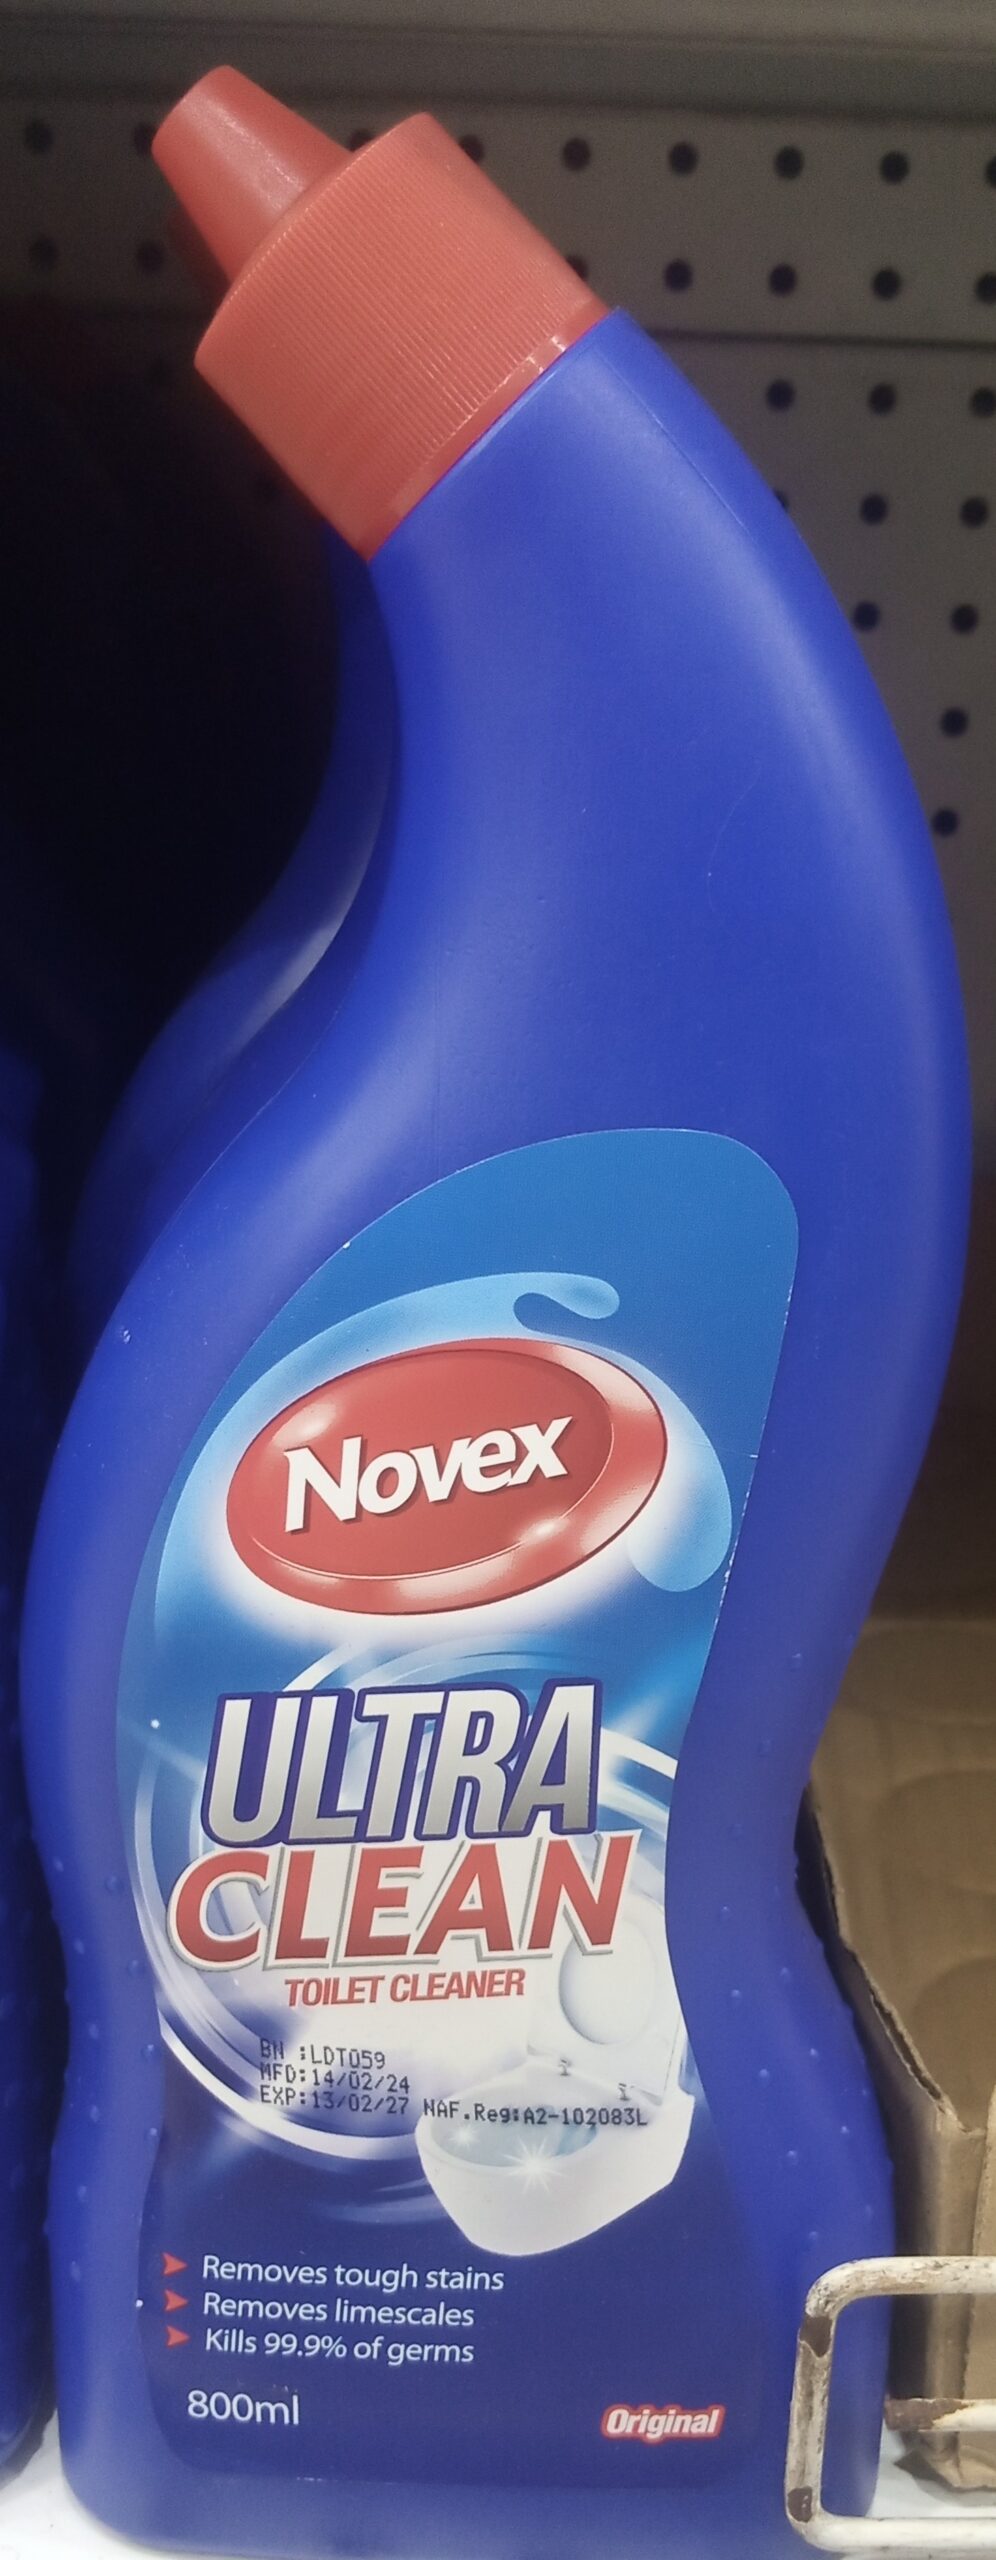 Novex
ULTRA
CLEAN
TOILET CLEANER
BN :LDT059
MFD:14/02/24
EXP:13/02/27 NAF.Reg:A2-102083L
Removes tough stains
Removes limescales
Kills 99.9% of germs
800ml
Original